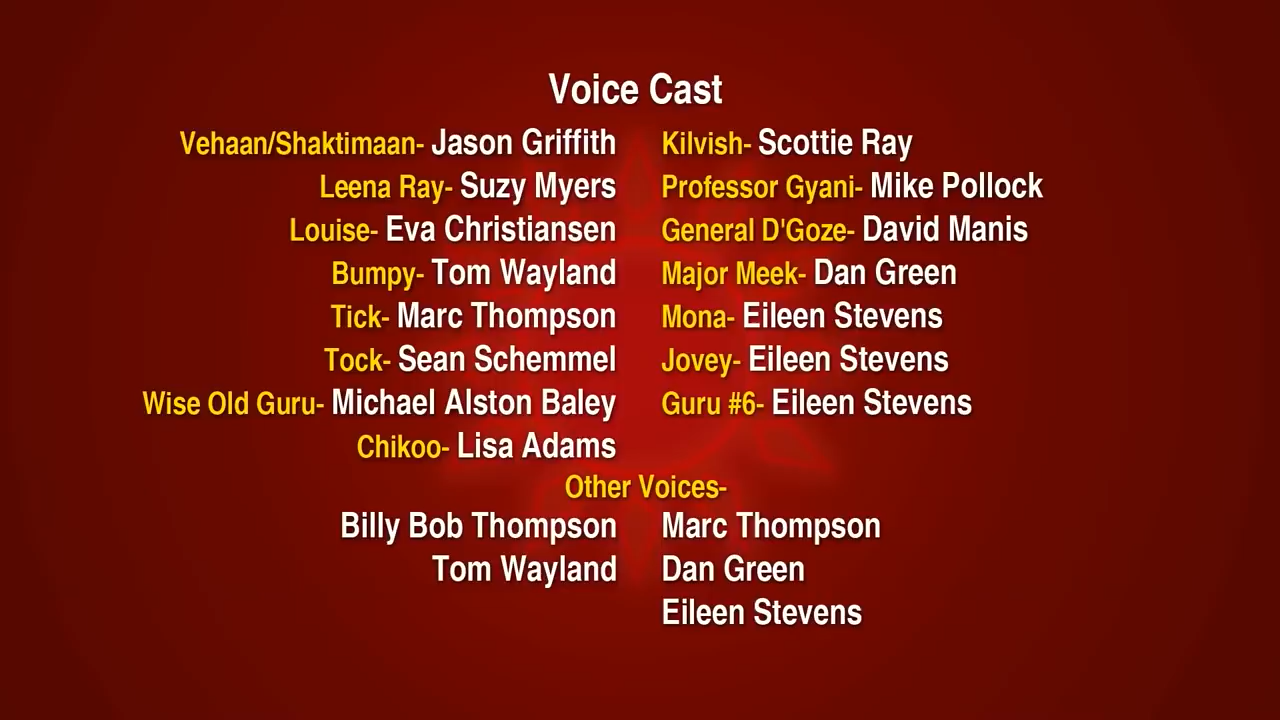 Voice Cast
Vehaan/Shaktimaan- Jason Griffith
Leena Ray- Suzy Myers
Louise- Eva Christiansen
Bumpy- Tom Wayland
Tick- Marc Thompson
Tock- Sean Schemmel
Wise Old Guru- Michael Alston Baley
Chikoo- Lisa Adams
Kilvish- Scottie Ray
Professor Gyani- Mike Pollock
General D'Goze- David Manis
Major Meek- Dan Green
Mona- Eileen Stevens
Jovey- Eileen Stevens
Guru #6- Eileen Stevens
Other Voices-
Billy Bob Thompson
Tom Wayland
Marc Thompson
Dan Green
Eileen Stevens